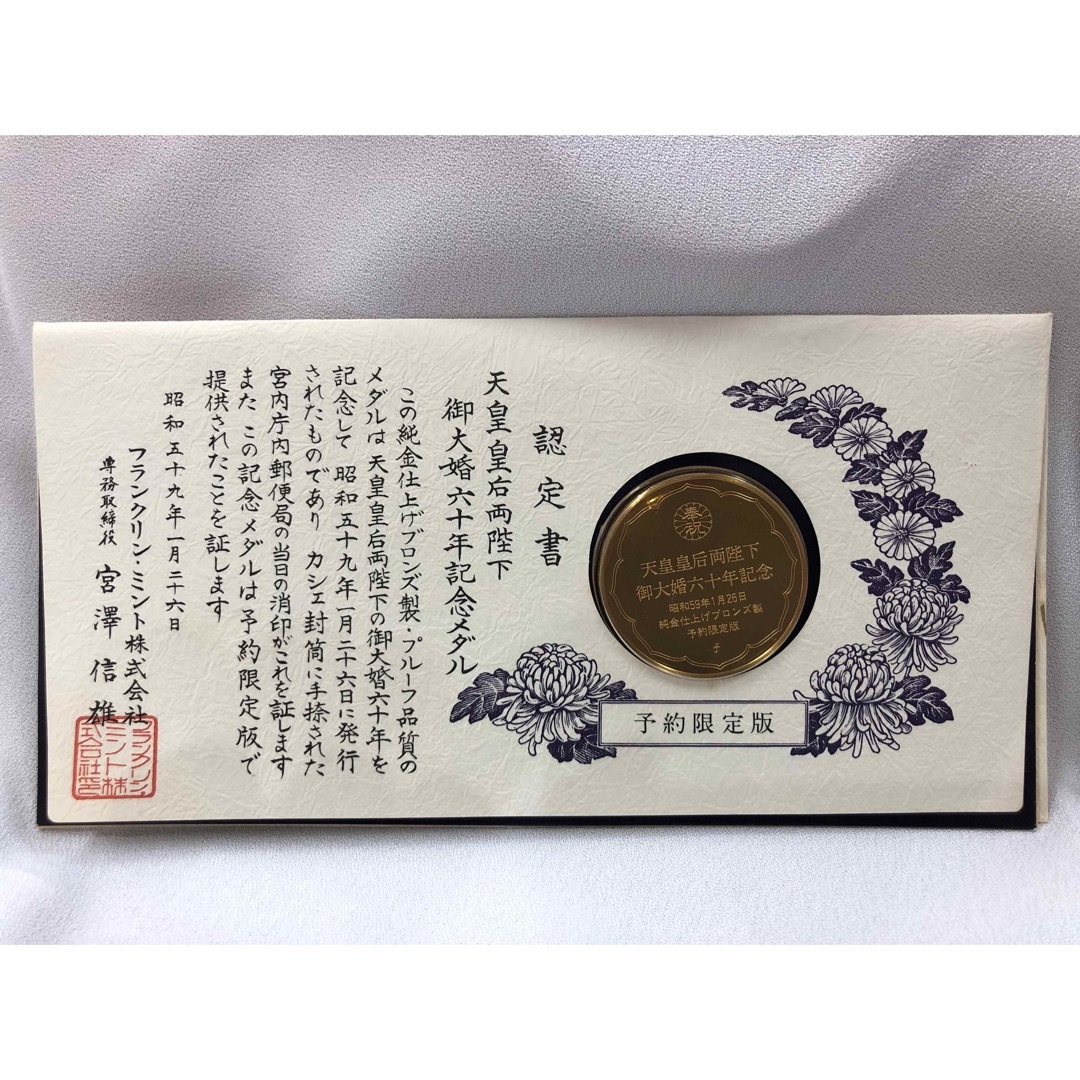 認定書
天皇皇后両陛下
御大婚六十年記念メダル
この純金仕上げブロンズ製・プルーフ品質の
メダルは 天皇皇后両陛下の御大婚六十年を
記念して 昭和五十九年一月二十六日に発行
されたものであり カシェ封筒に手捺された
宮内庁内郵便局の当日の消印がこれを証します
また この記念メダルは予約限定版で
提供されたことを証します
昭和五十九年一月二十六日
フランクリン・ミント株式会社
専務取締役 宮澤信雄
フランクリン・
ミント株
式会社印
奉祝
天皇皇后両陛下
御大婚六十年記念
昭和59年1月26日
純金仕上げブロンズ製
予約限定版
予約限定版